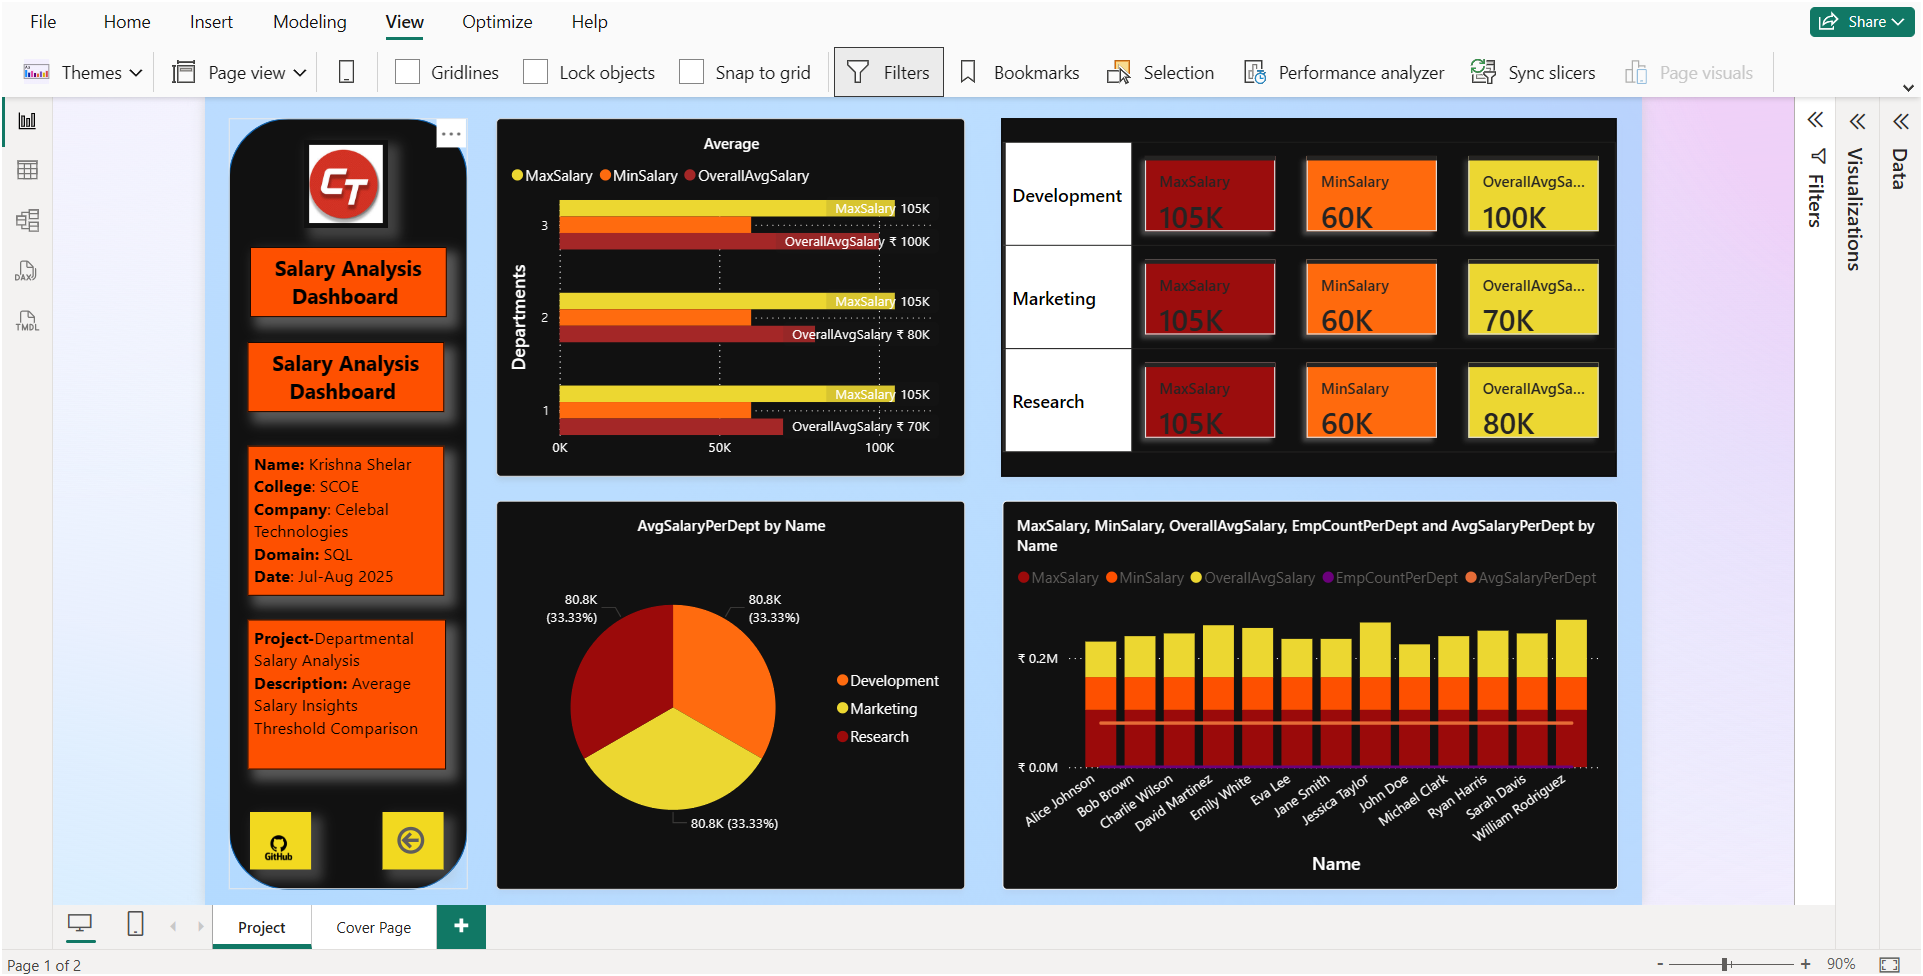 File Home Insert Modeling View Optimize Help Share
Themes Page view Gridlines Lock objects Snap to grid Filters Bookmarks Selection Performance analyzer Sync slicers Page visuals
DAX
TMDL
CT
Salary Analysis
Dashboard
Salary Analysis
Dashboard
Name: Krishna Shelar
College: SCOE
Company: Celebal
Technologies
Domain: SQL
Date: Jul-Aug 2025
Project-Departmental
Salary Analysis
Description: Average
Salary Insights
Threshold Comparison
GitHub
Average
MaxSalary MinSalary OverallAvgSalary
Departments
3
MaxSalary 105K
OverallAvgSalary ₹ 100K
2
MaxSalary 105K
OverallAvgSalary ₹ 80K
1
MaxSalary 105K
OverallAvgSalary ₹ 70K
0K 50K 100K
Development
MaxSalary
105K
MinSalary
60K
OverallAvgSa...
100K
Marketing
MaxSalary
105K
MinSalary
60K
OverallAvgSa...
70K
Research
MaxSalary
105K
MinSalary
60K
OverallAvgSa...
80K
AvgSalaryPerDept by Name
80.8K
(33.33%)
80.8K
(33.33%)
80.8K (33.33%)
Development
Marketing
Research
MaxSalary, MinSalary, OverallAvgSalary, EmpCountPerDept and AvgSalaryPerDept by
Name
MaxSalary MinSalary OverallAvgSalary EmpCountPerDept AvgSalaryPerDept
₹ 0.2M
₹ 0.0M
Alice Johnson
Bob Brown
Charlie Wilson
David Martinez
Emily White
Eva Lee
Jane Smith
Jessica Taylor
John Doe
Michael Clark
Ryan Harris
Sarah Davis
William Rodriguez
Name
Filters
Visualizations
Data
Project Cover Page +
Page 1 of 2
- + 90%